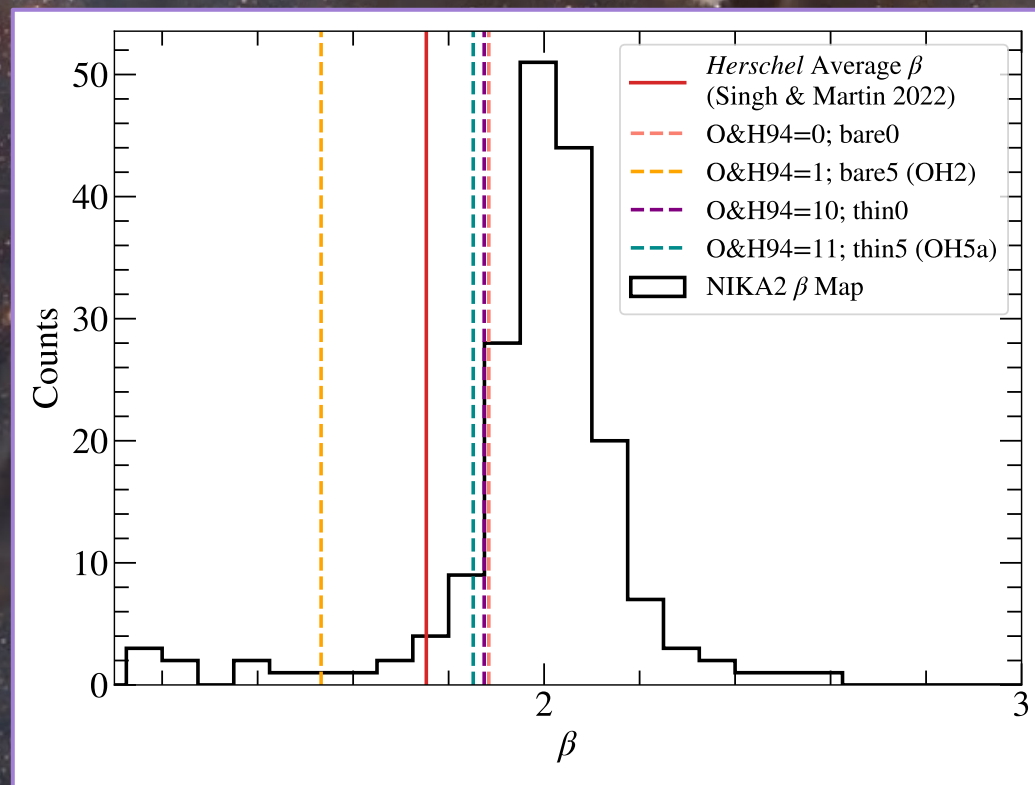 50
40
30
20
10
0
Counts
Herschel Average β
(Singh & Martin 2022)
O&H94=0; bare0
O&H94=1; bare5 (OH2)
O&H94=10; thin0
O&H94=11; thin5 (OH5a)
NIKA2 β Map
2
3
β